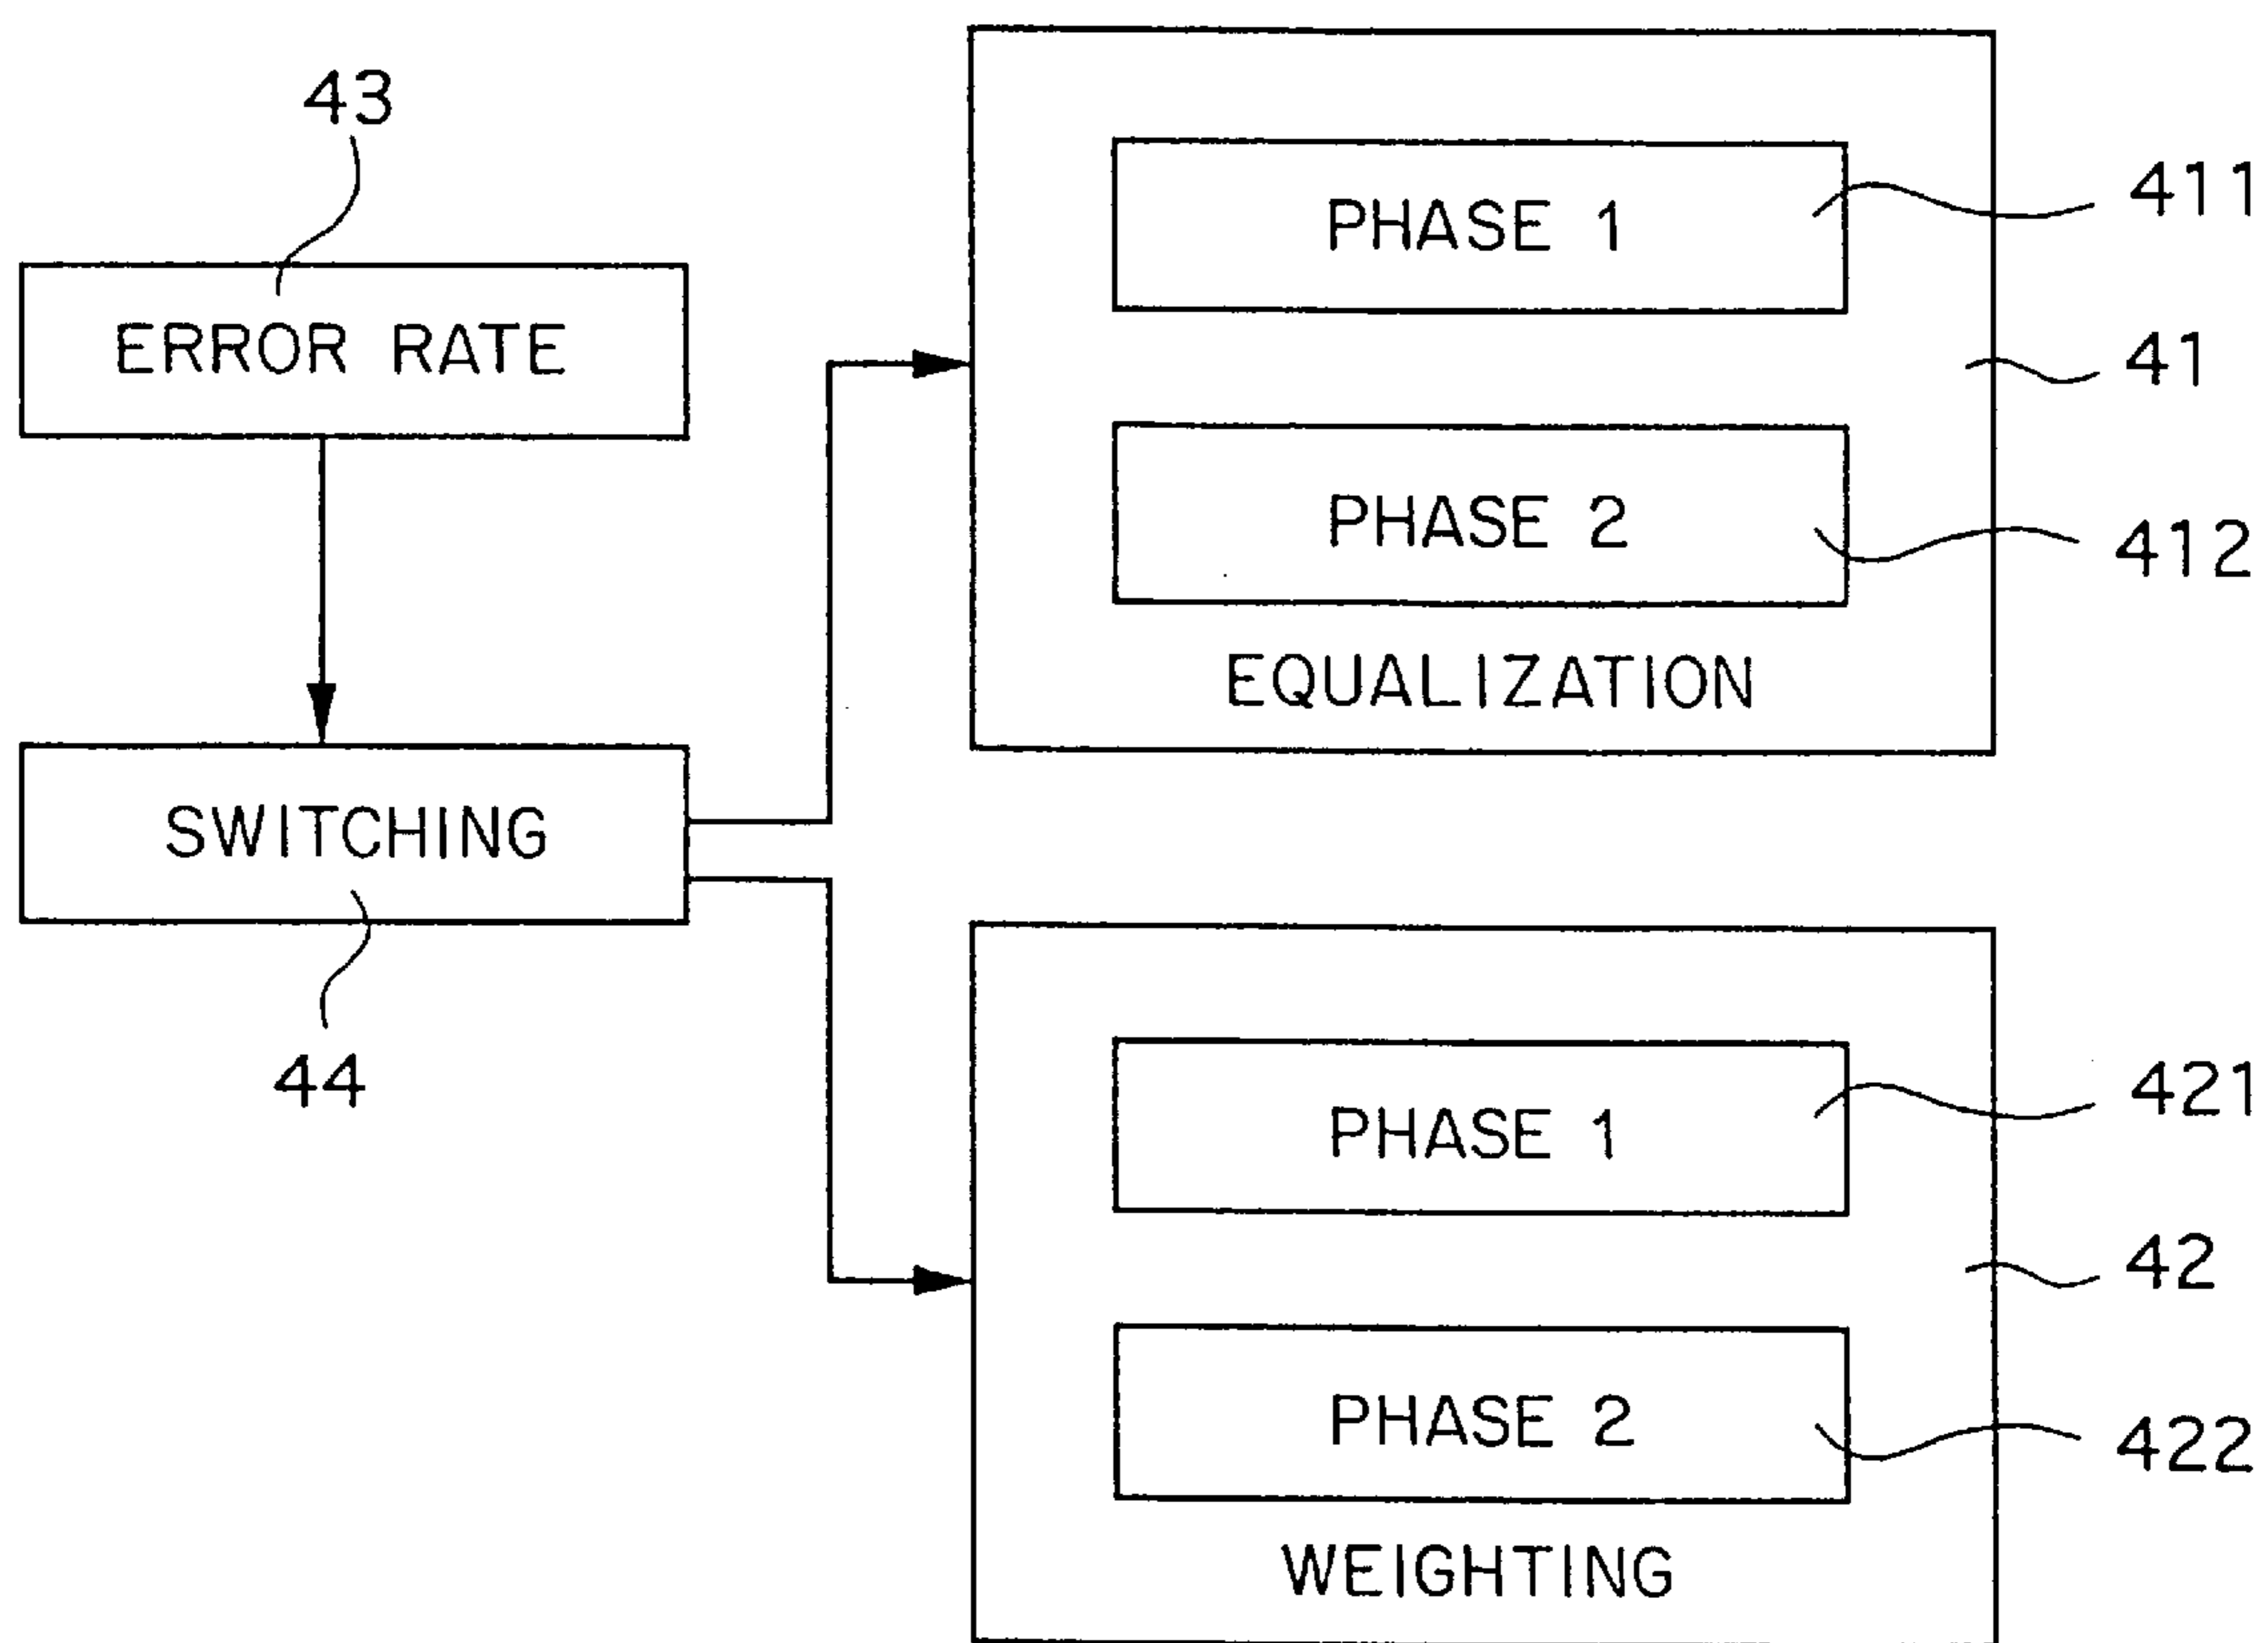 43
ERROR RATE
SWITCHING
44
PHASE 1
411
41
PHASE 2
412
EQUALIZATION
PHASE 1
421
42
PHASE 2
422
WEIGHTING